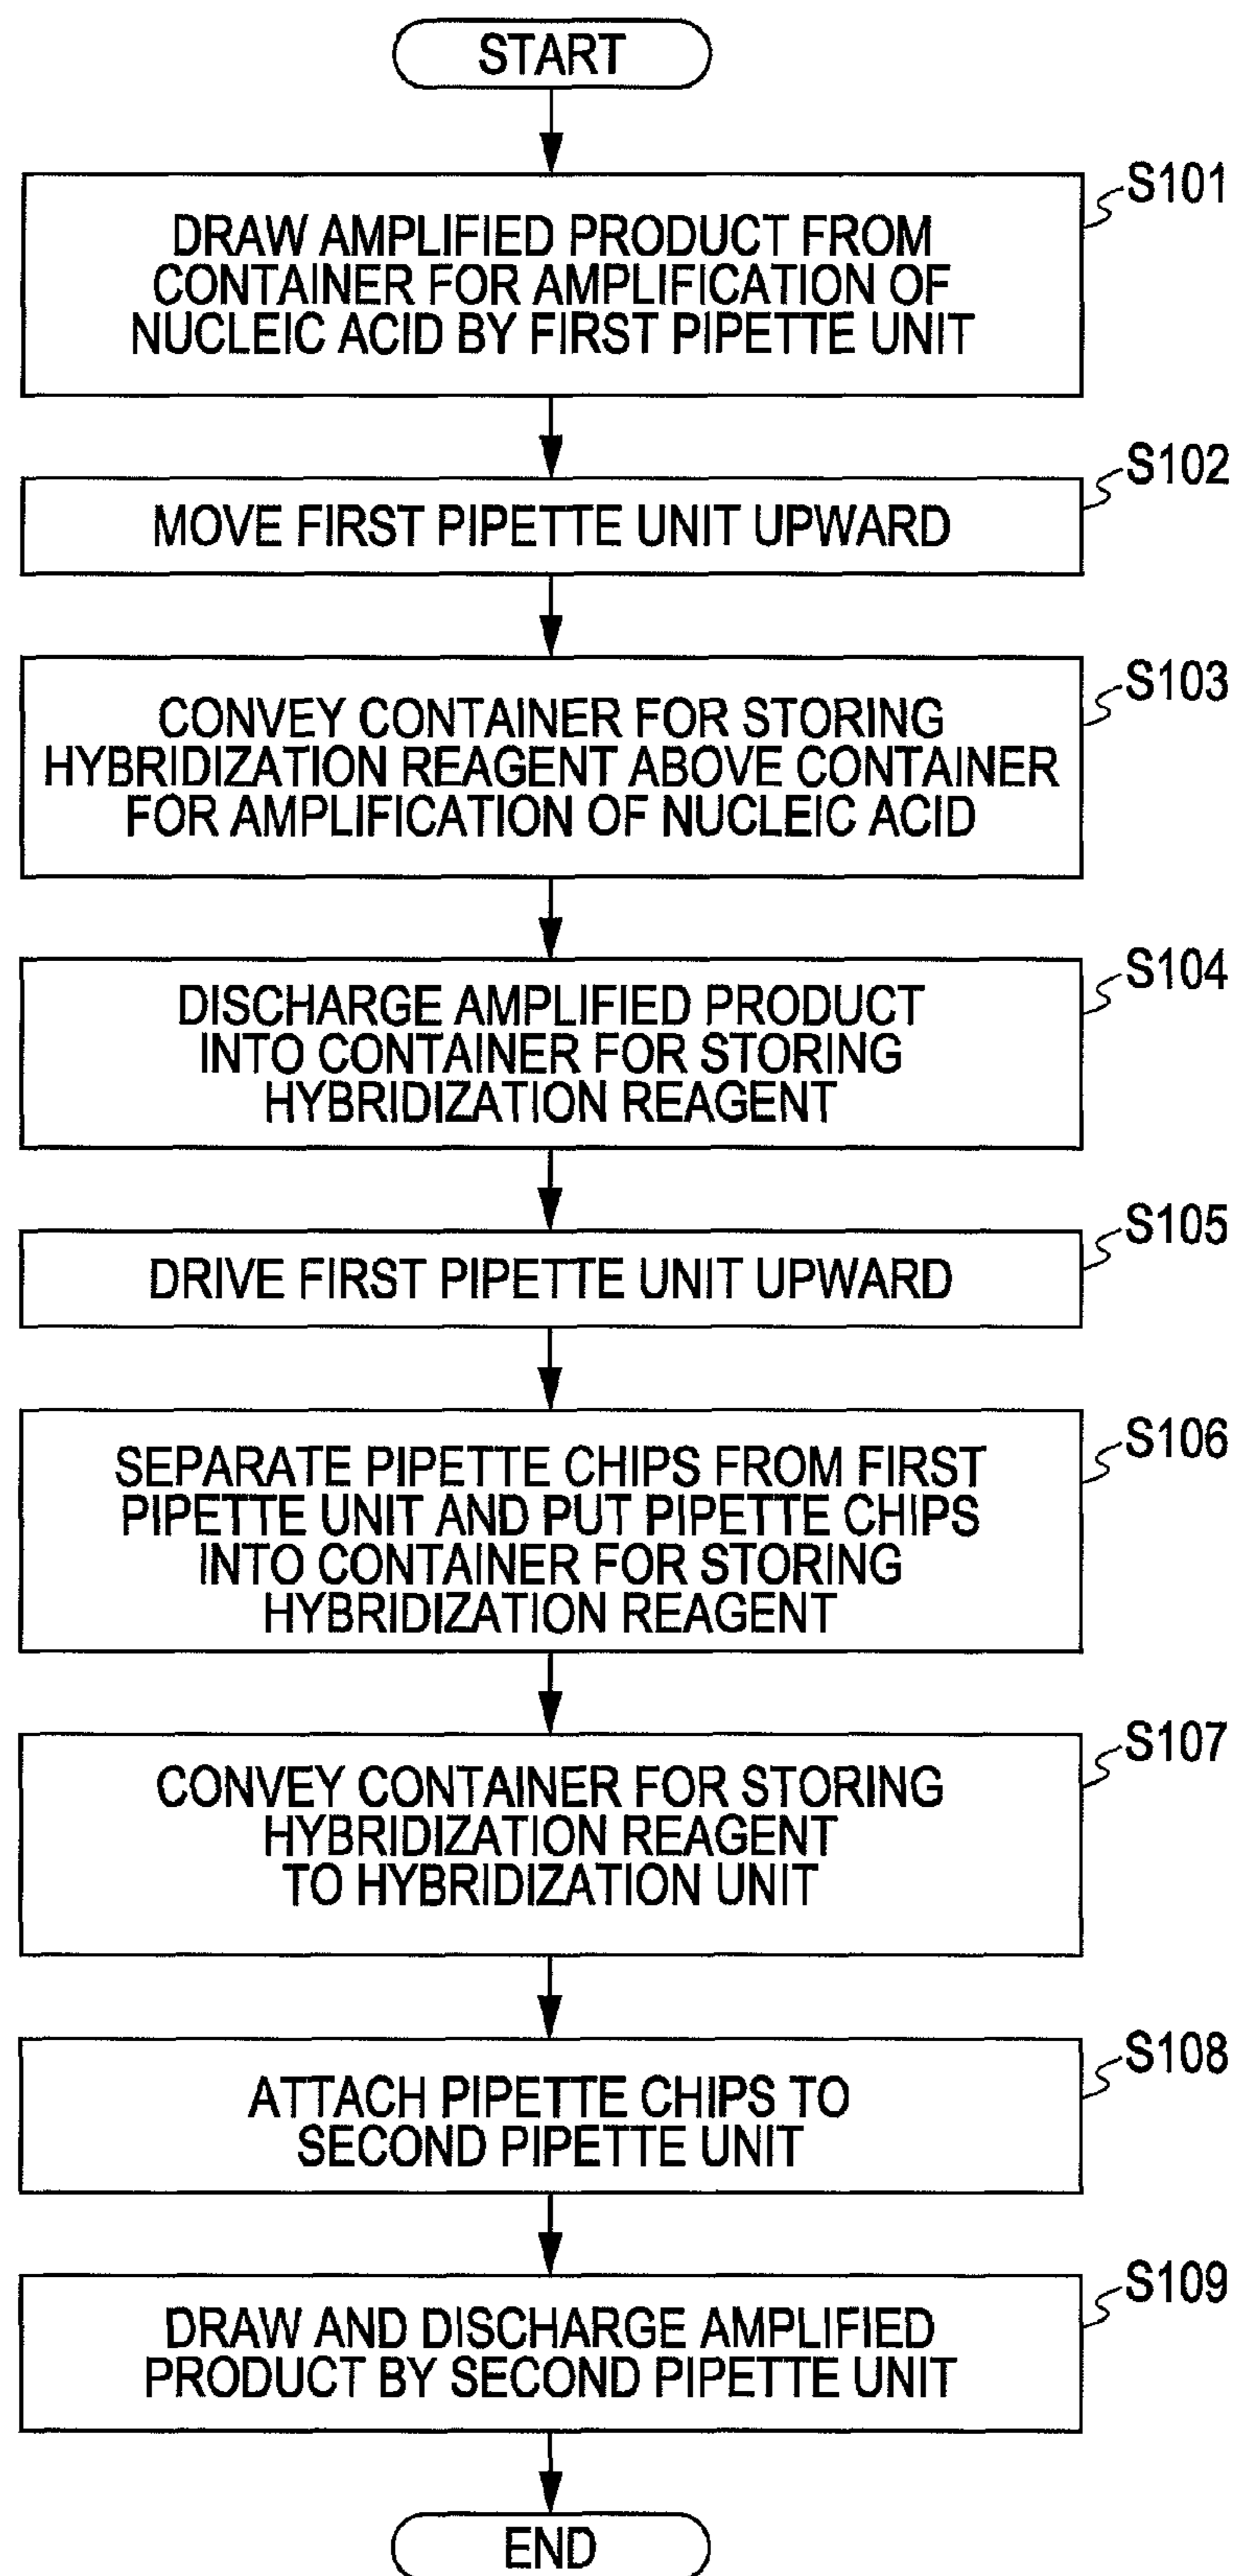 START
S101
DRAW AMPLIFIED PRODUCT FROM
CONTAINER FOR AMPLIFICATION OF
NUCLEIC ACID BY FIRST PIPETTE UNIT
S102
MOVE FIRST PIPETTE UNIT UPWARD
S103
CONVEY CONTAINER FOR STORING
HYBRIDIZATION REAGENT ABOVE CONTAINER
FOR AMPLIFICATION OF NUCLEIC ACID
S104
DISCHARGE AMPLIFIED PRODUCT
INTO CONTAINER FOR STORING
HYBRIDIZATION REAGENT
S105
DRIVE FIRST PIPETTE UNIT UPWARD
S106
SEPARATE PIPETTE CHIPS FROM FIRST
PIPETTE UNIT AND PUT PIPETTE CHIPS
INTO CONTAINER FOR STORING
HYBRIDIZATION REAGENT
S107
CONVEY CONTAINER FOR STORING
HYBRIDIZATION REAGENT
TO HYBRIDIZATION UNIT
S108
ATTACH PIPETTE CHIPS TO
SECOND PIPETTE UNIT
S109
DRAW AND DISCHARGE AMPLIFIED
PRODUCT BY SECOND PIPETTE UNIT
END